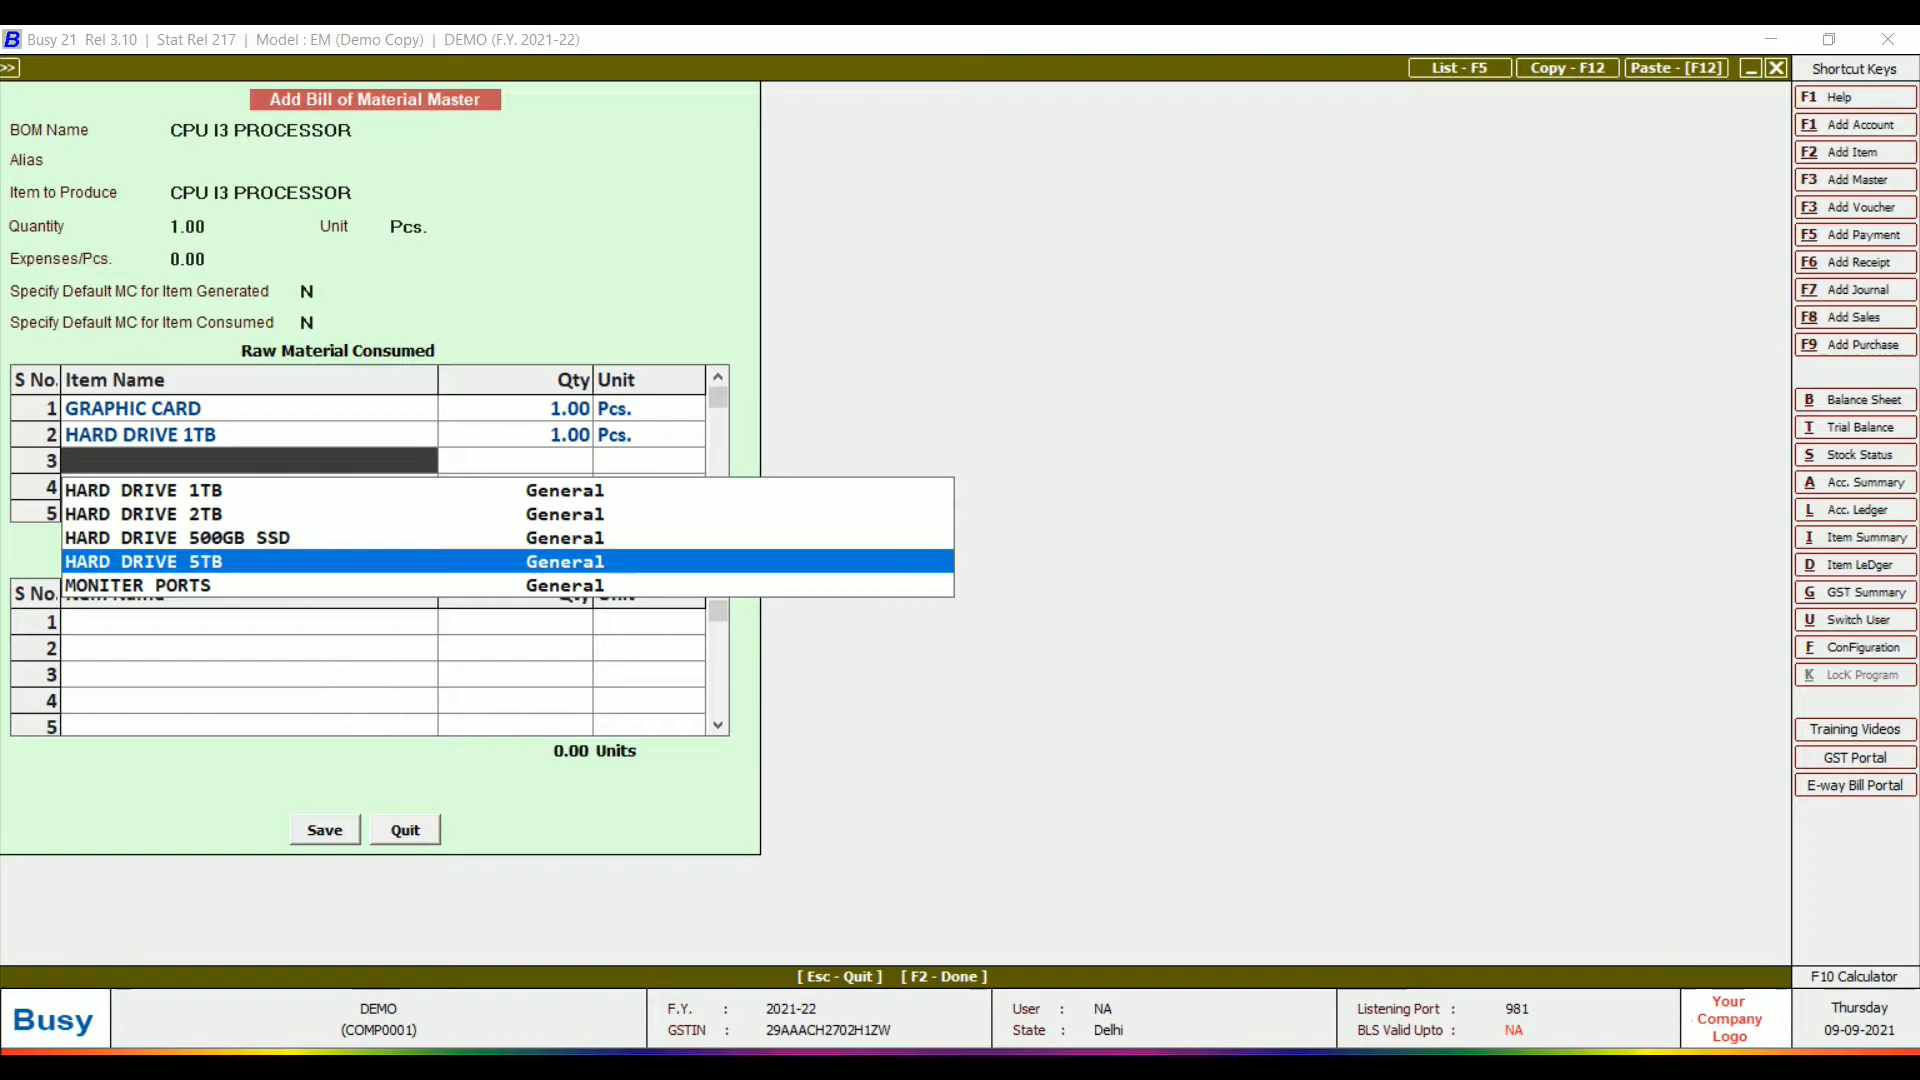 Busy 21 Rel 3.10 | Stat Rel 217 | Model : EM (Demo Copy) | DEMO (F.Y. 2021-22)
>> List - F5 Copy - F12 Paste - [F12]
Add Bill of Material Master
BOM Name CPU I3 PROCESSOR
Alias
Item to Produce CPU I3 PROCESSOR
Quantity 1.00 Unit Pcs.
Expenses/Pcs. 0.00
Specify Default MC for Item Generated N
Specify Default MC for Item Consumed N
Raw Material Consumed
S No. Item Name Qty Unit
1 GRAPHIC CARD 1.00 Pcs.
2 HARD DRIVE 1TB 1.00 Pcs.
3
4
5
HARD DRIVE 1TB General
HARD DRIVE 2TB General
HARD DRIVE 500GB SSD General
HARD DRIVE 5TB General
MONITER PORTS General
S No. Item Name Qty Unit
1
2
3
4
5
0.00 Units
Save Quit
Shortcut Keys
F1 Help
F1 Add Account
F2 Add Item
F3 Add Master
F3 Add Voucher
F5 Add Payment
F6 Add Receipt
F7 Add Journal
F8 Add Sales
F9 Add Purchase
B Balance Sheet
T Trial Balance
S Stock Status
A Acc. Summary
L Acc. Ledger
I Item Summary
D Item LeDger
G GST Summary
U Switch User
F ConFiguration
K LocK Program
Training Videos
GST Portal
E-way Bill Portal
[ Esc - Quit ] [ F2 - Done ]
F10 Calculator
Busy
DEMO
(COMP0001)
F.Y. : 2021-22
GSTIN : 29AAACH2702H1ZW
User : NA
State : Delhi
Listening Port : 981
BLS Valid Upto : NA
Your
Company
Logo
Thursday
09-09-2021